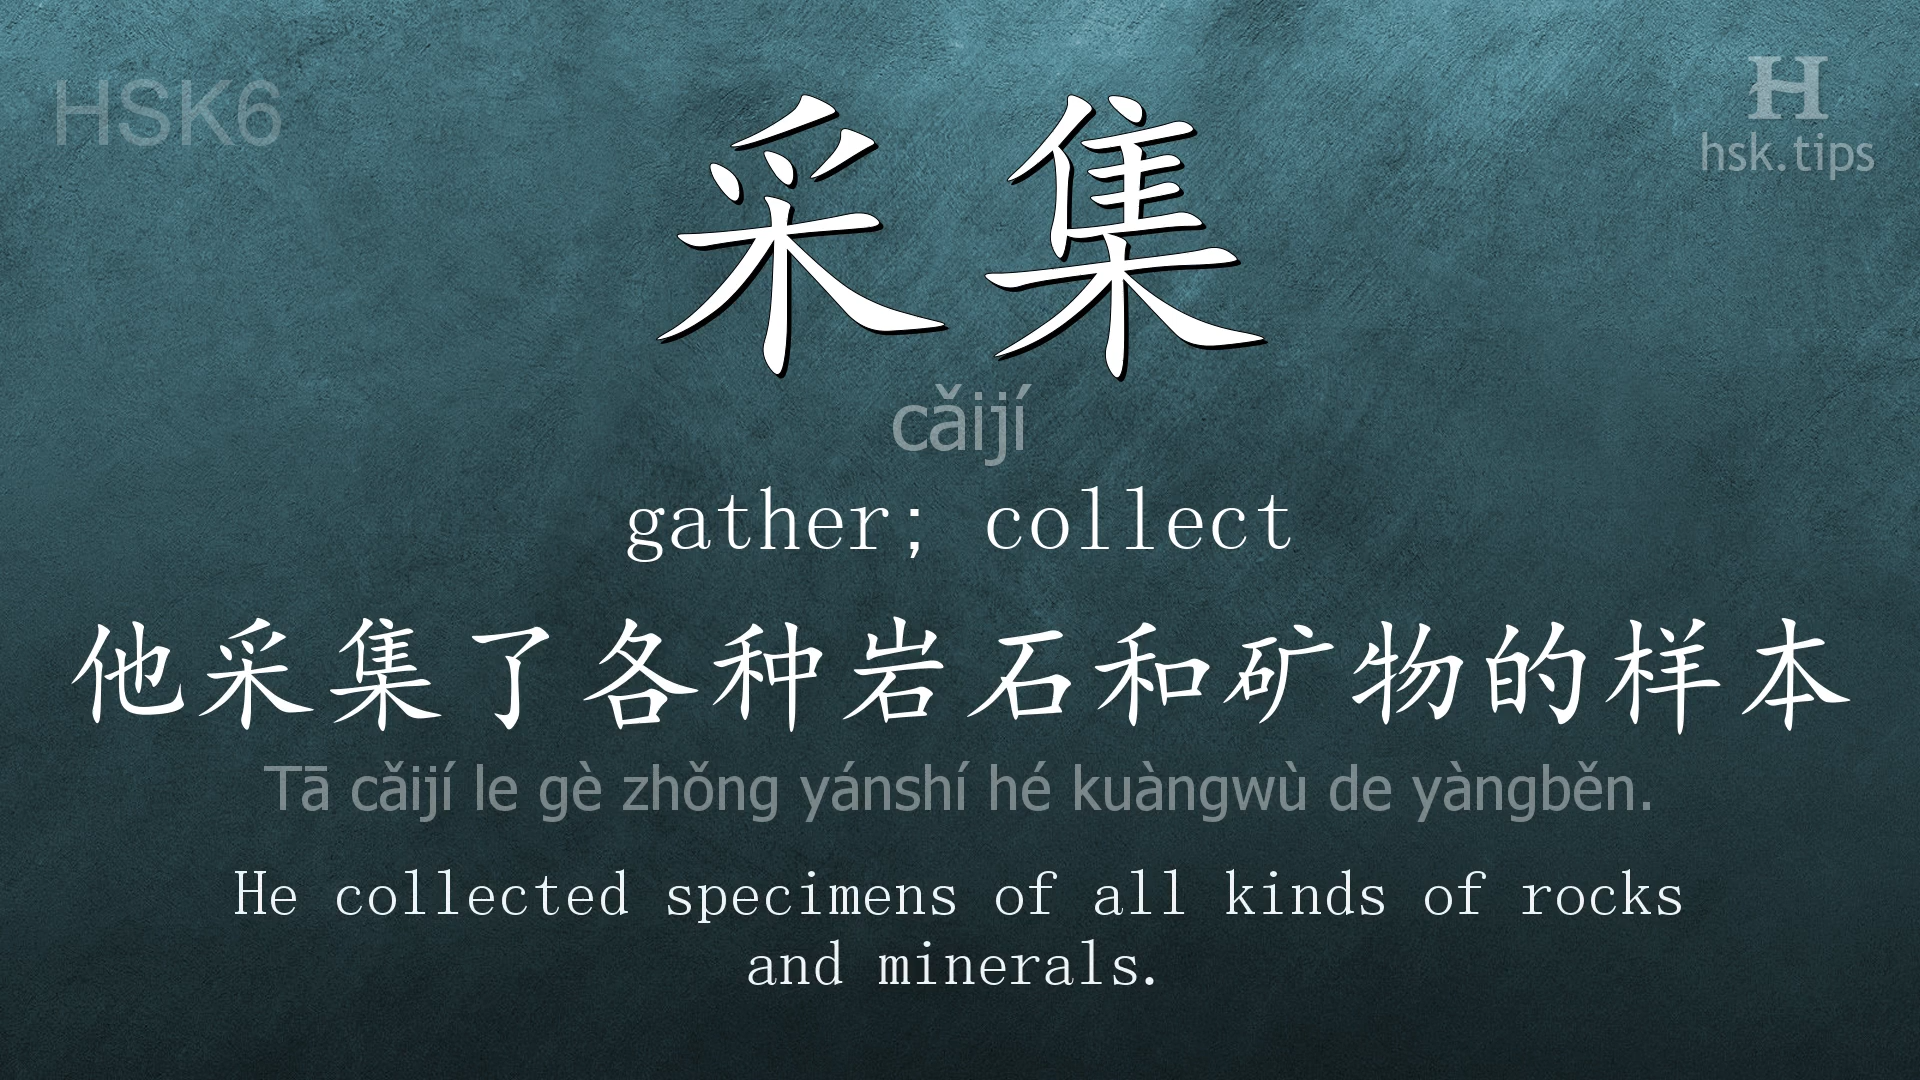 HSK6
H
hsk.tips
采集
cǎijí
gather; collect
他采集了各种岩石和矿物的样本
Tā cǎijí le gè zhǒng yánshí hé kuàngwù de yàngběn.
He collected specimens of all kinds of rocks
and minerals.